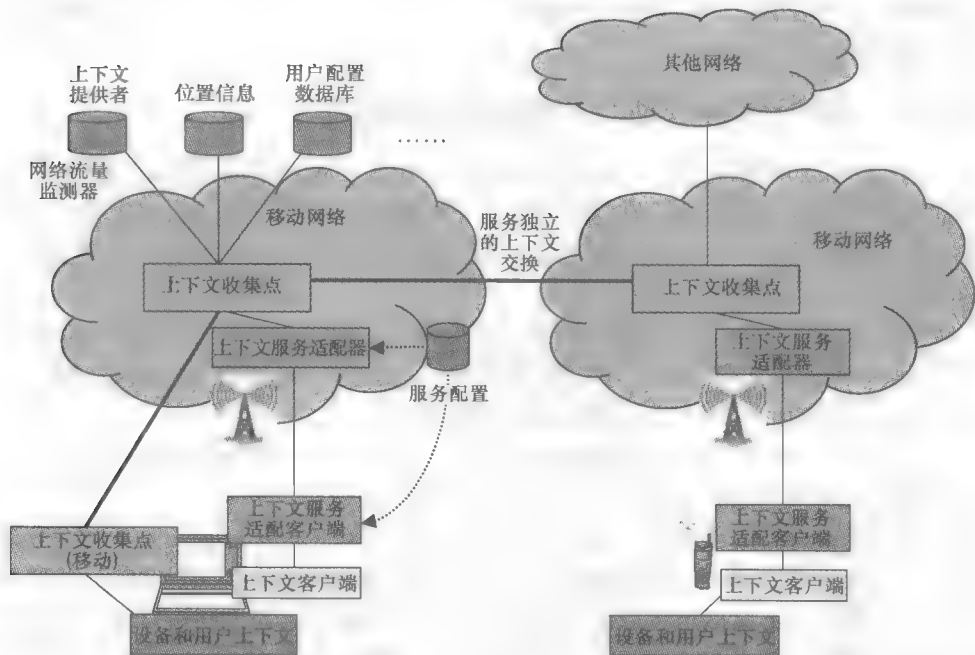 上下文
提供者
位置信息
用户配置
数据库
其他网络
……
网络流量
监测器
移动网络
服务独立
的上下文
交换
移动网络
上下文收集点
上下文收集点
上下文服务适配器
上下文服务
适配器
服务配置
上下文服务
适配客户端
上下文服务
适配客户端
上下文收集点
(移动)
上下文客户端
上下文客户端
设备和用户上下文
设备和用户上下文